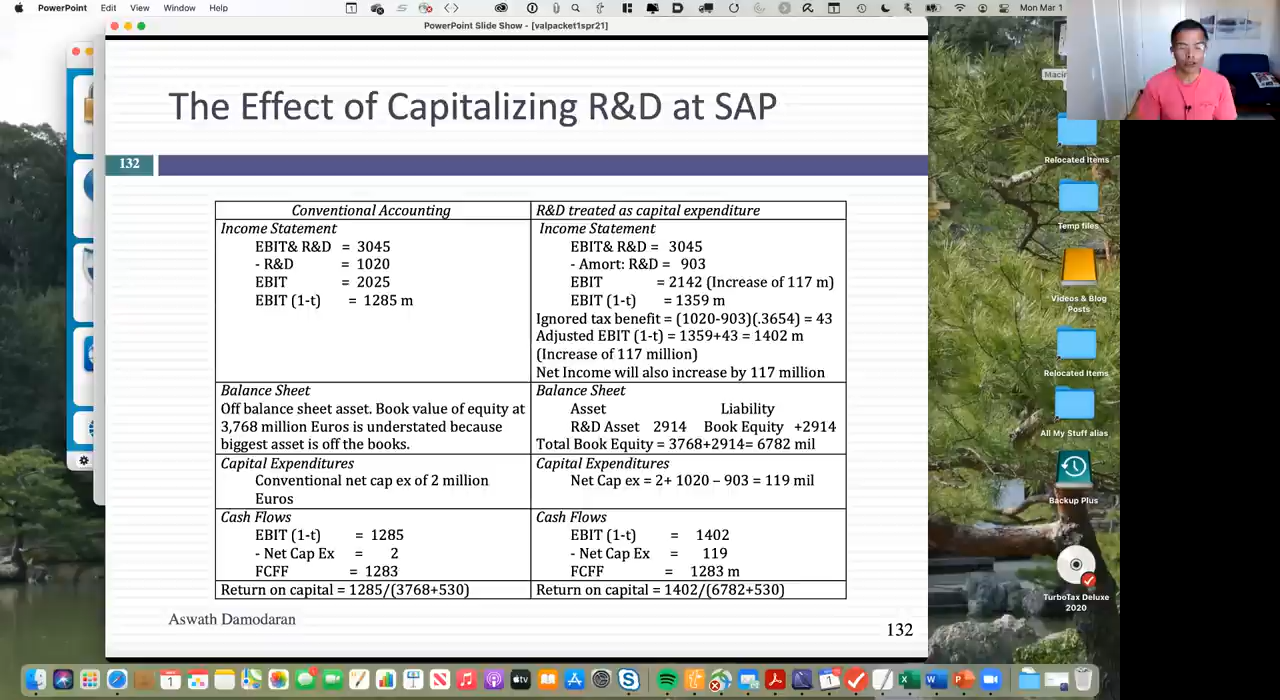 PowerPoint Edit View Window Help
Mon Mar 1
PowerPoint Slide Show - [valpacket1spr21]
The Effect of Capitalizing R&D at SAP
132
Conventional Accounting
Income Statement
EBIT& R&D = 3045
- R&D = 1020
EBIT = 2025
EBIT (1-t) = 1285 m
R&D treated as capital expenditure
Income Statement
EBIT& R&D = 3045
- Amort: R&D = 903
EBIT = 2142 (Increase of 117 m)
EBIT (1-t) = 1359 m
Ignored tax benefit = (1020-903)(.3654) = 43
Adjusted EBIT (1-t) = 1359+43 = 1402 m
(Increase of 117 million)
Net Income will also increase by 117 million
Balance Sheet
Off balance sheet asset. Book value of equity at
3,768 million Euros is understated because
biggest asset is off the books.
Balance Sheet
Asset Liability
R&D Asset 2914 Book Equity +2914
Total Book Equity = 3768+2914= 6782 mil
Capital Expenditures
Conventional net cap ex of 2 million
Euros
Capital Expenditures
Net Cap ex = 2+ 1020 – 903 = 119 mil
Cash Flows
EBIT (1-t) = 1285
- Net Cap Ex = 2
FCFF = 1283
Cash Flows
EBIT (1-t) = 1402
- Net Cap Ex = 119
FCFF = 1283 m
Return on capital = 1285/(3768+530)
Return on capital = 1402/(6782+530)
Aswath Damodaran
132
Relocated Items
Temp files
Videos & Blog
Posts
Relocated Items
All My Stuff alias
Backup Plus
TurboTax Deluxe
2020